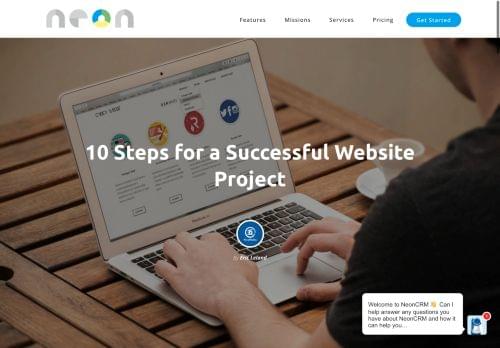 neon
Features Missions Services Pricing Get Started
10 Steps for a Successful Website
Project
By Eric Leland
Welcome to NeonCRM 👋 Can I
help answer any questions you
have about NeonCRM and how it
can help you...
1